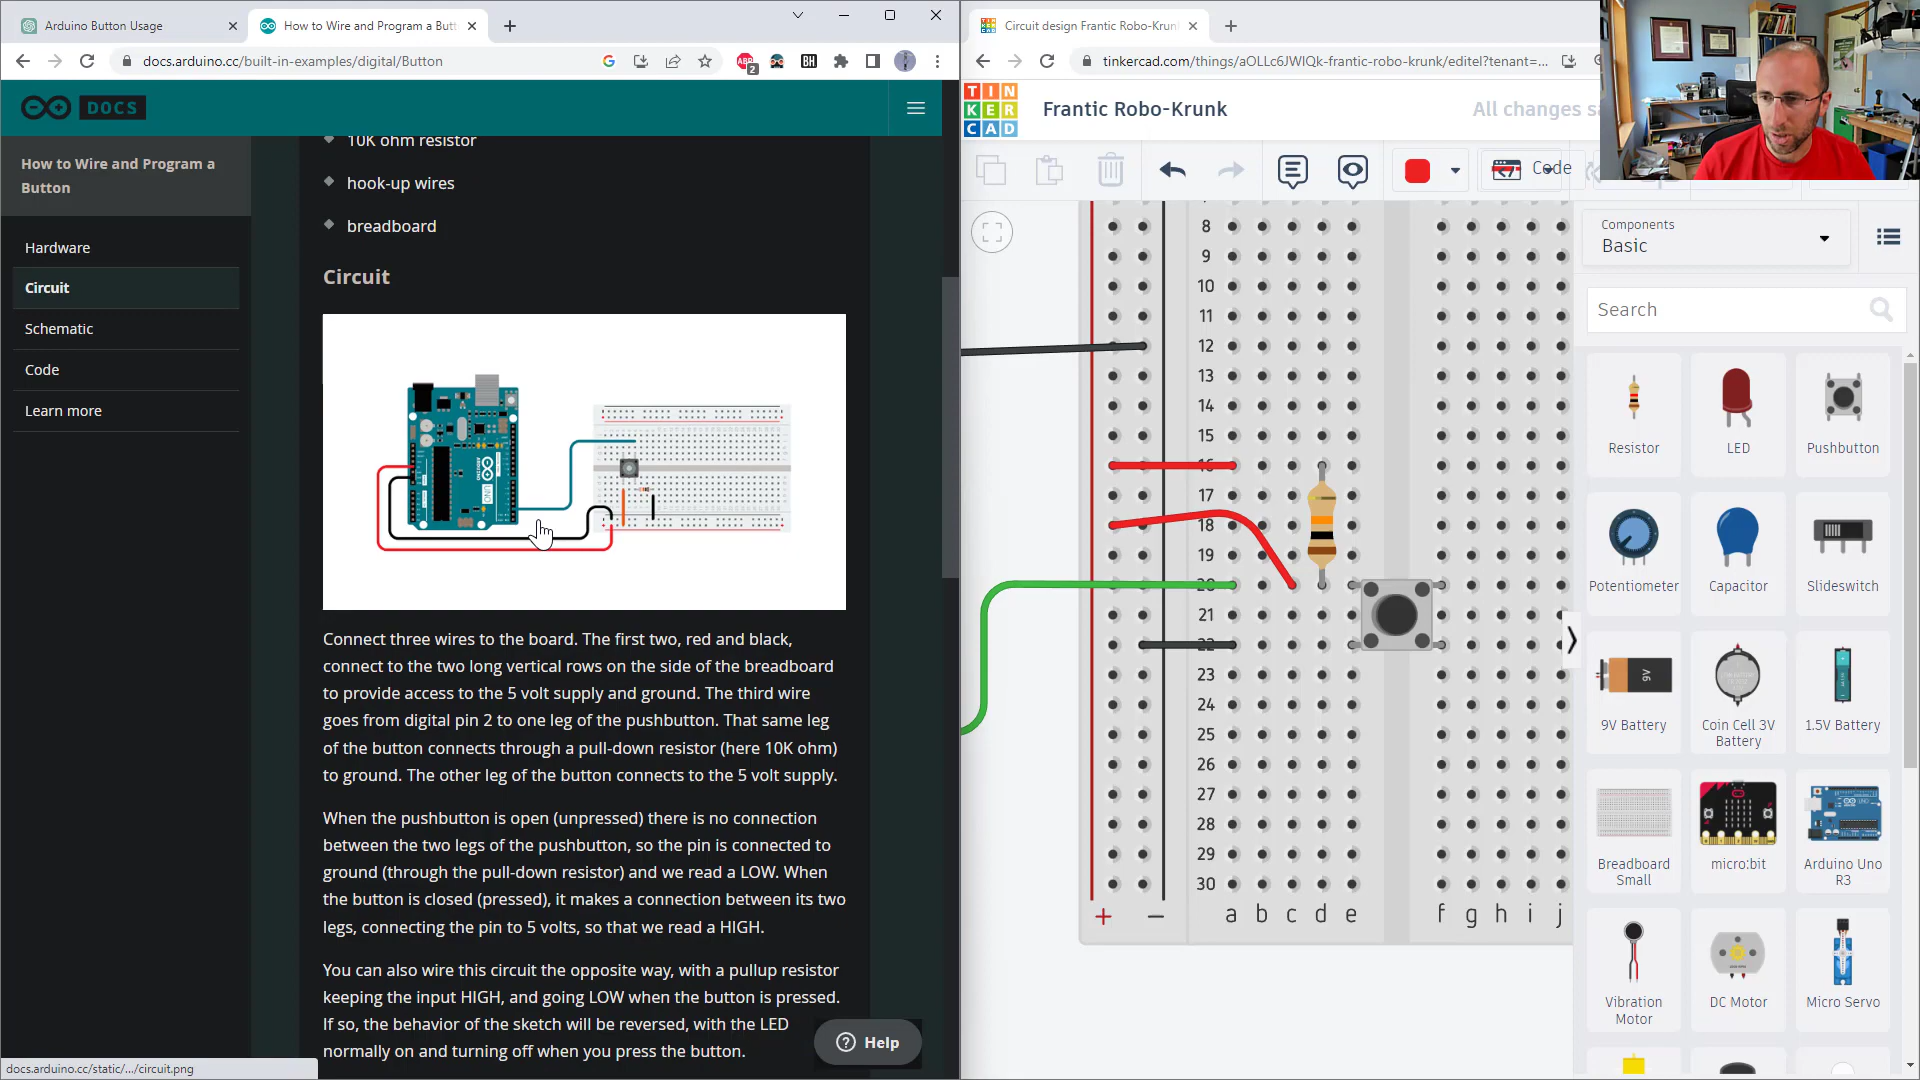 Arduino Button Usage
How to Wire and Program a Butt
docs.arduino.cc/built-in-examples/digital/Button
ABP
2
BH
DOCS
How to Wire and Program a
Button
Hardware
Circuit
Schematic
Code
Learn more
10K ohm resistor
hook-up wires
breadboard
Circuit
UNO
Connect three wires to the board. The first two, red and black,
connect to the two long vertical rows on the side of the breadboard
to provide access to the 5 volt supply and ground. The third wire
goes from digital pin 2 to one leg of the pushbutton. That same leg
of the button connects through a pull-down resistor (here 10K ohm)
to ground. The other leg of the button connects to the 5 volt supply.
When the pushbutton is open (unpressed) there is no connection
between the two legs of the pushbutton, so the pin is connected to
ground (through the pull-down resistor) and we read a LOW. When
the button is closed (pressed), it makes a connection between its two
legs, connecting the pin to 5 volts, so that we read a HIGH.
You can also wire this circuit the opposite way, with a pullup resistor
keeping the input HIGH, and going LOW when the button is pressed.
If so, the behavior of the sketch will be reversed, with the LED
normally on and turning off when you press the button.
Help
docs.arduino.cc/static/.../circuit.png
Circuit design Frantic Robo-Krun
tinkercad.com/things/aOLLc6JWIQk-frantic-robo-krunk/editel?tenant=...
TIN
KER
CAD
Frantic Robo-Krunk
All changes sa
Code
8
9
10
11
12
13
14
15
16
17
18
19
20
21
22
23
24
25
26
27
28
29
30
+ − a b c d e f g h i j
Components
Basic
Search
Resistor
LED
Pushbutton
Potentiometer
Capacitor
Slideswitch
9V
9V Battery
Coin Cell 3V
Battery
1.5V Battery
Breadboard
Small
micro:bit
Arduino Uno
R3
Vibration
Motor
DC Motor
Micro Servo